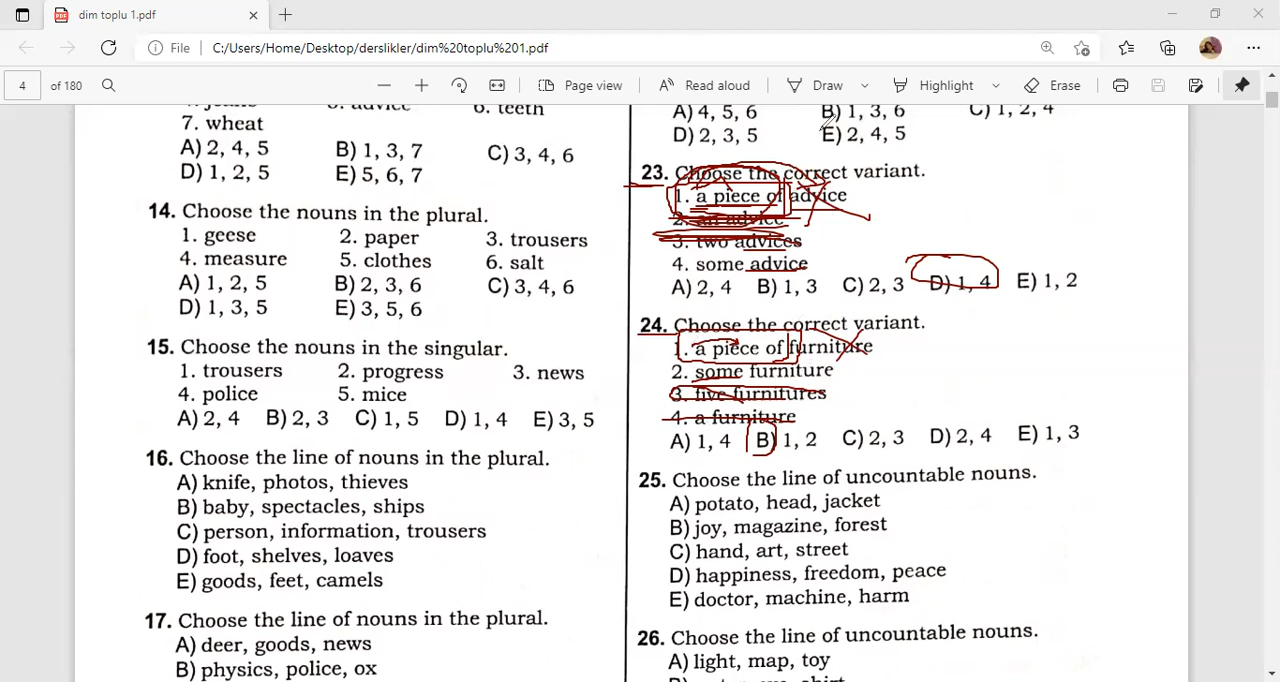 dim toplu 1.pdf
File C:/Users/Home/Desktop/derslikler/dim%20toplu%201.pdf
4 of 180 Page view Read aloud Draw Highlight Erase
6. teeth
7. wheat
A) 2, 4, 5 B) 1, 3, 7 C) 3, 4, 6
D) 1, 2, 5 E) 5, 6, 7
14. Choose the nouns in the plural.
1. geese 2. paper 3. trousers
4. measure 5. clothes 6. salt
A) 1, 2, 5 B) 2, 3, 6 C) 3, 4, 6
D) 1, 3, 5 E) 3, 5, 6
15. Choose the nouns in the singular.
1. trousers 2. progress 3. news
4. police 5. mice
A) 2, 4 B) 2, 3 C) 1, 5 D) 1, 4 E) 3, 5
16. Choose the line of nouns in the plural.
A) knife, photos, thieves
B) baby, spectacles, ships
C) person, information, trousers
D) foot, shelves, loaves
E) goods, feet, camels
17. Choose the line of nouns in the plural.
A) deer, goods, news
B) physics, police, ox
A) 4, 5, 6 B) 1, 3, 6 C) 1, 2, 4
D) 2, 3, 5 E) 2, 4, 5
23. Choose the correct variant.
1. a piece of advice
2. an advice
3. two advices
4. some advice
A) 2, 4 B) 1, 3 C) 2, 3 D) 1, 4 E) 1, 2
24. Choose the correct variant.
1. a piece of furniture
2. some furniture
3. five furnitures
4. a furniture
A) 1, 4 B) 1, 2 C) 2, 3 D) 2, 4 E) 1, 3
25. Choose the line of uncountable nouns.
A) potato, head, jacket
B) joy, magazine, forest
C) hand, art, street
D) happiness, freedom, peace
E) doctor, machine, harm
26. Choose the line of uncountable nouns.
A) light, map, toy